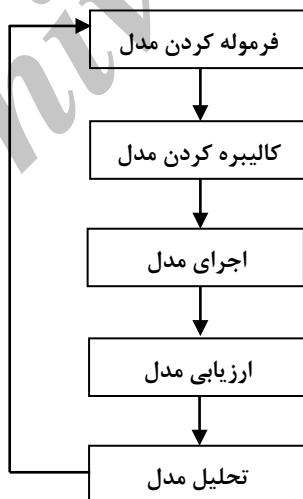 فرموله کردن مدل
کالیبره کردن مدل
اجرای مدل
ارزیابی مدل
تحلیل مدل